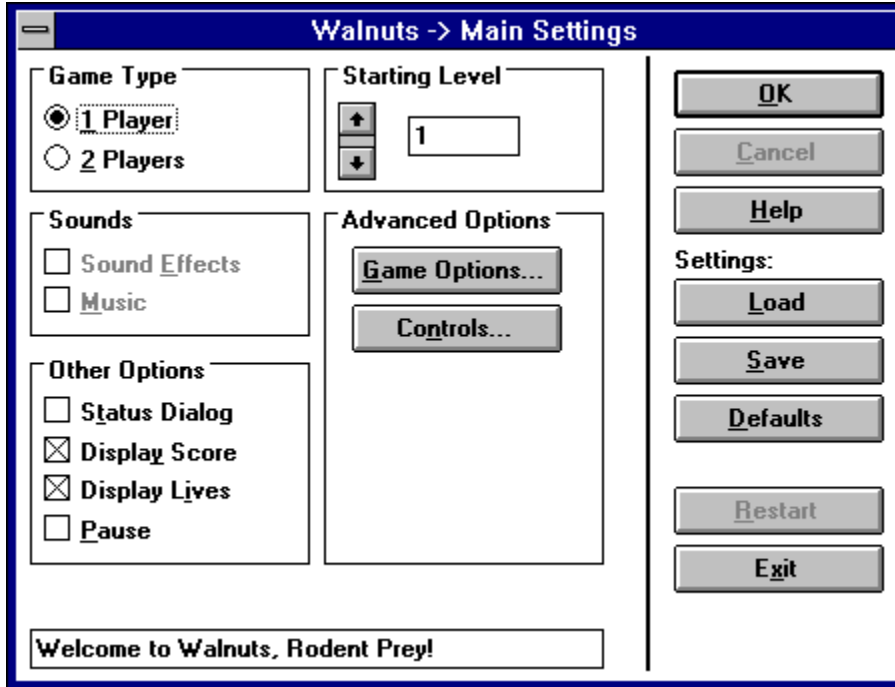 Walnuts -> Main Settings
Game Type
1 Player
2 Players
Starting Level
1
Sounds
Sound Effects
Music
Advanced Options
Game Options...
Controls...
Other Options
Status Dialog
Display Score
Display Lives
Pause
OK
Cancel
Help
Settings:
Load
Save
Defaults
Restart
Exit
Welcome to Walnuts, Rodent Prey!